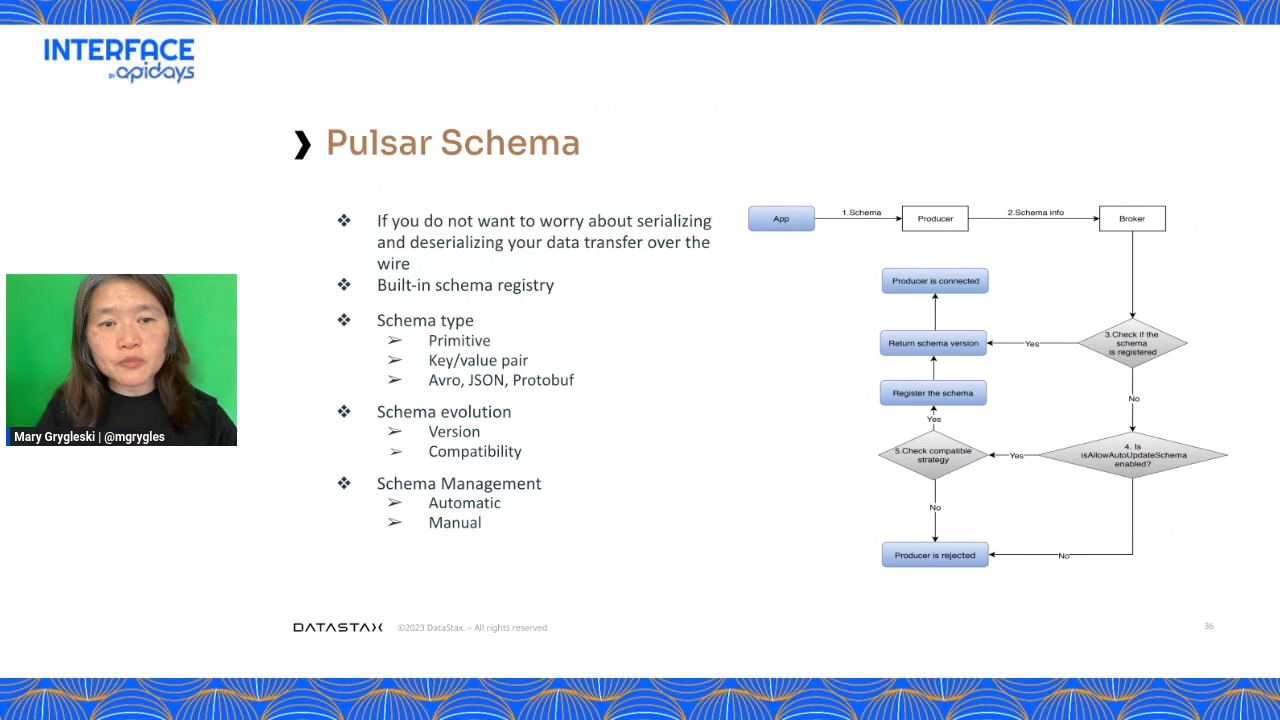 INTERFACE
BY apidays
❯ Pulsar Schema
❖ If you do not want to worry about serializing
and deserializing your data transfer over the
wire
❖ Built-in schema registry
❖ Schema type
➢ Primitive
➢ Key/value pair
➢ Avro, JSON, Protobuf
❖ Schema evolution
➢ Version
➢ Compatibility
❖ Schema Management
➢ Automatic
➢ Manual
App
1.Schema
Producer
2.Schema info
Broker
Producer is connected
Return schema version
Yes
3.Check if the
schema
is registered
Register the schema
No
Yes
5.Check compatible
strategy
Yes
4. Is
isAllowAutoUpdateSchema
enabled?
No
Producer is rejected
No
Mary Grygleski | @mgrygles
DATASTAX
©2023 DataStax. – All rights reserved
36